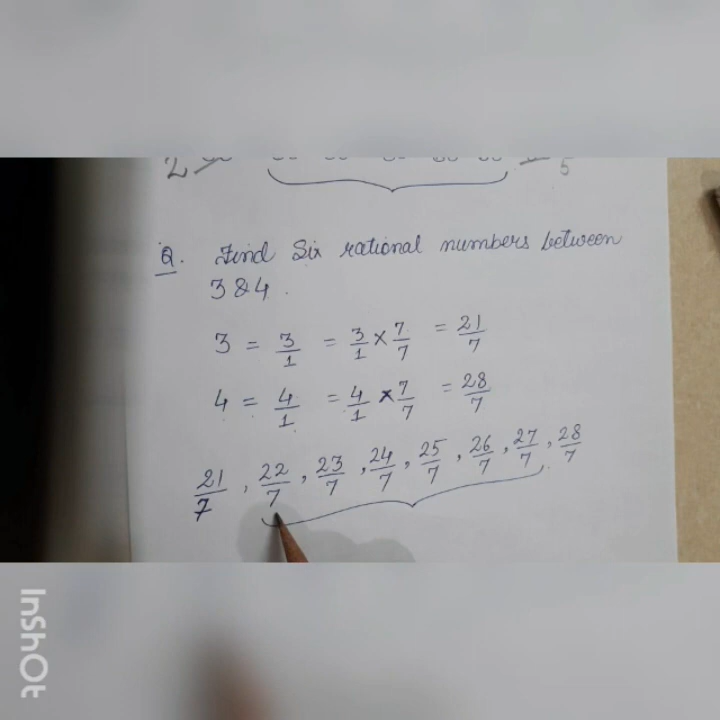 2 5
Q. Find Six rational numbers between
3 & 4.
3 = 3/1 = 3/1 × 7/7 = 21/7
4 = 4/1 = 4/1 × 7/7 = 28/7
21/7, 22/7, 23/7, 24/7, 25/7, 26/7, 27/7, 28/7
InShOt